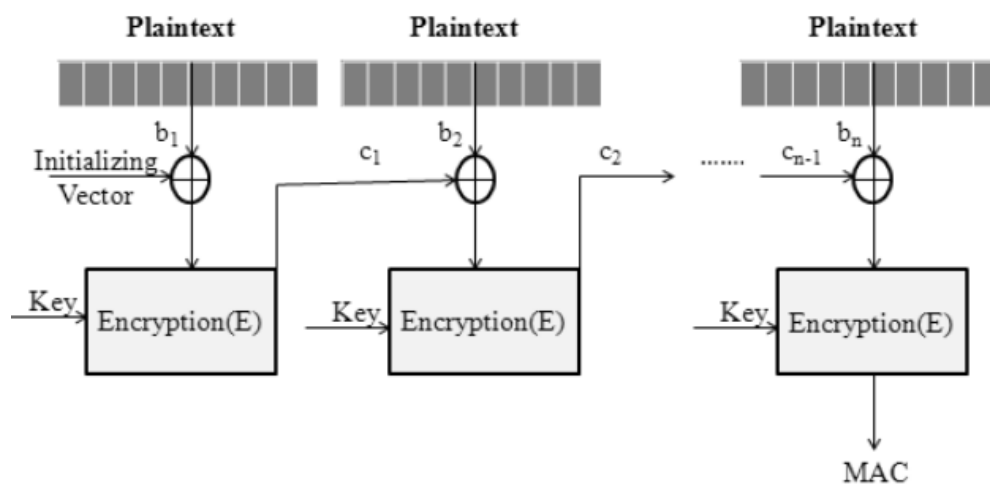 Plaintext Plaintext Plaintext
b1 b2 bn
Initializing c1 c2 ....... cn-1
Vector
Key Encryption(E) Key Encryption(E) Key Encryption(E)
MAC